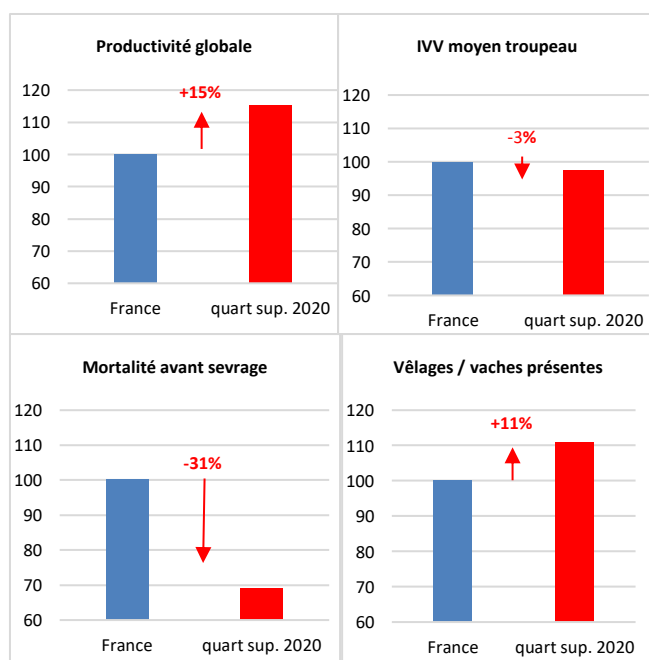 Productivité globale
+15%
120
110
100
90
80
70
60
France
quart sup. 2020
IVV moyen troupeau
-3%
120
110
100
90
80
70
60
France
quart sup. 2020
Mortalité avant sevrage
-31%
120
110
100
90
80
70
60
France
quart sup. 2020
Vêlages / vaches présentes
+11%
120
110
100
90
80
70
60
France
quart sup. 2020